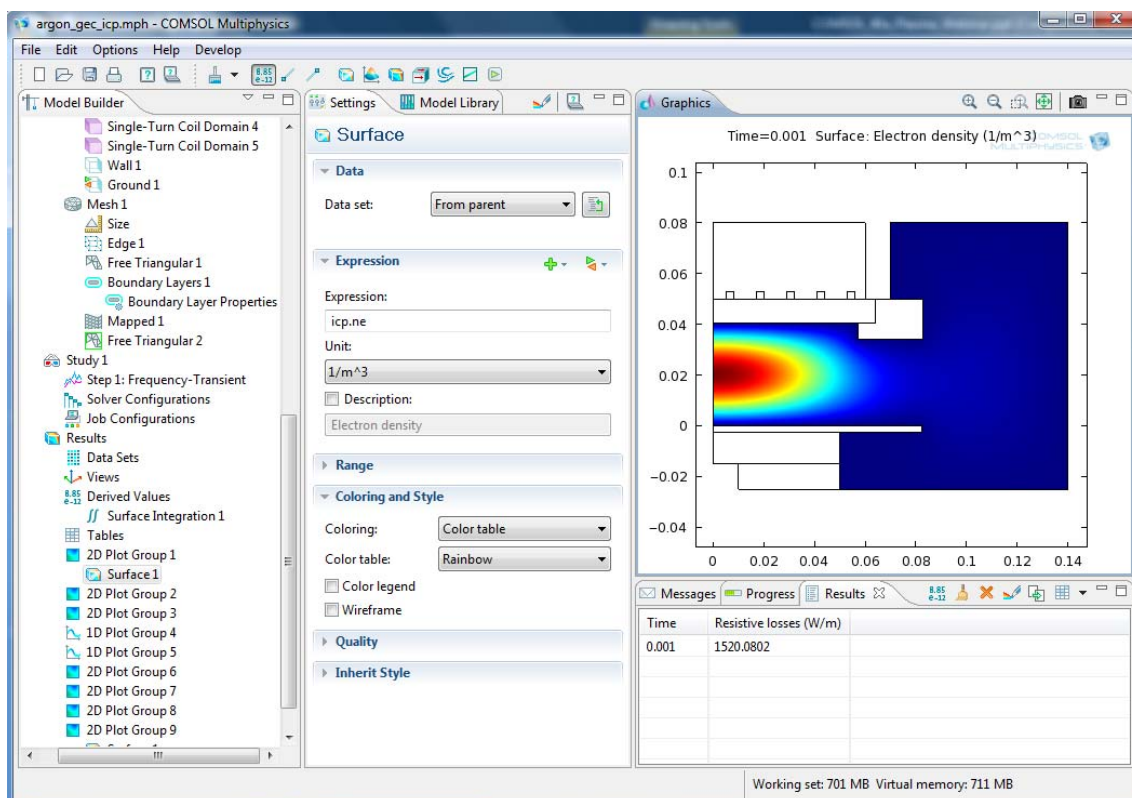 argon_gec_icp.mph - COMSOL Multiphysics
File Edit Options Help Develop
Model Builder
Single-Turn Coil Domain 4
Single-Turn Coil Domain 5
Wall 1
Ground 1
Mesh 1
Size
Edge 1
Free Triangular 1
Boundary Layers 1
Boundary Layer Properties
Mapped 1
Free Triangular 2
Study 1
Step 1: Frequency-Transient
Solver Configurations
Job Configurations
Results
Data Sets
Views
8.85 e-12 Derived Values
Surface Integration 1
Tables
2D Plot Group 1
Surface 1
2D Plot Group 2
2D Plot Group 3
1D Plot Group 4
1D Plot Group 5
2D Plot Group 6
2D Plot Group 7
2D Plot Group 8
2D Plot Group 9
Settings Model Library
Surface
Data
Data set: From parent
Expression
Expression:
icp.ne
Unit:
1/m^3
Description:
Electron density
Range
Coloring and Style
Coloring: Color table
Color table: Rainbow
Color legend
Wireframe
Quality
Inherit Style
Graphics
Time=0.001 Surface: Electron density (1/m^3)
COMSOL
MULTIPHYSICS
0.1
0.08
0.06
0.04
0.02
0
−0.02
−0.04
0 0.02 0.04 0.06 0.08 0.1 0.12 0.14
Messages Progress Results
8.85 e-12
Time Resistive losses (W/m)
0.001 1520.0802
Working set: 701 MB Virtual memory: 711 MB